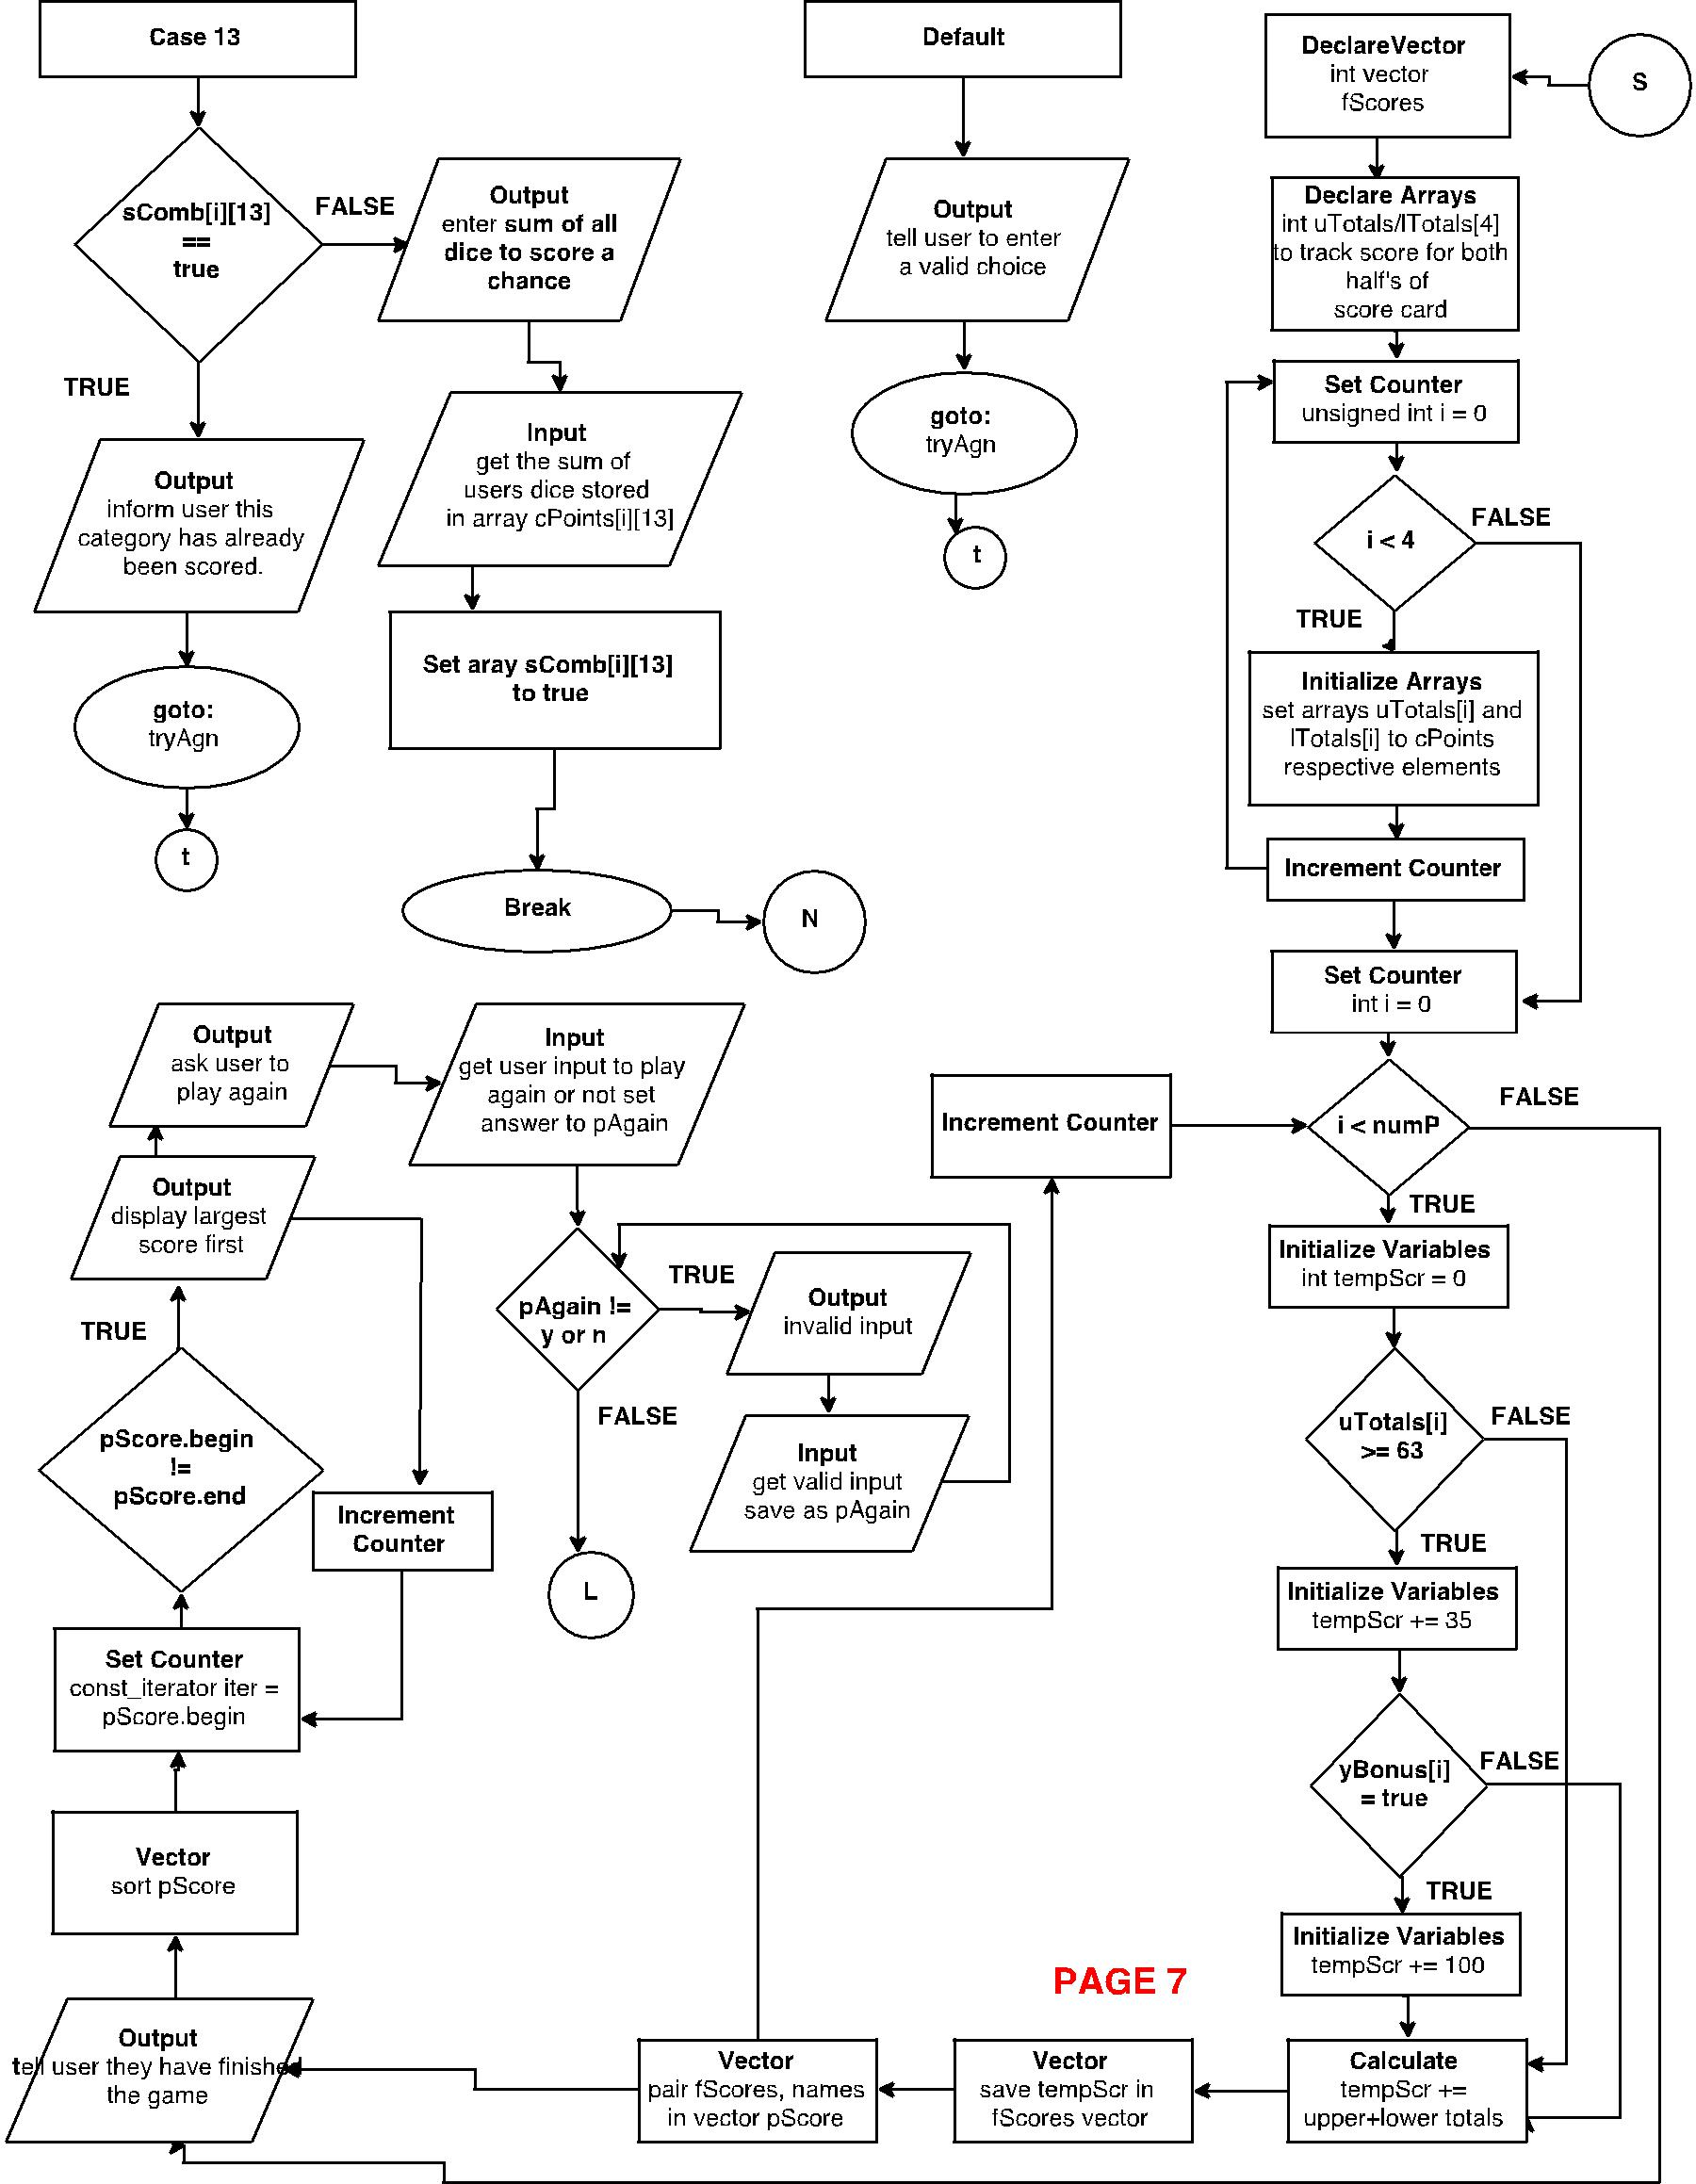 Case 13
sComb[i][13]
==
true
FALSE
TRUE
Output
enter sum of all
dice to score a
chance
Output
inform user this
category has already
been scored.
goto:
tryAgn
t
Input
get the sum of
users dice stored
in array cPoints[i][13]
Set aray sComb[i][13]
to true
Break
N
Default
Output
tell user to enter
a valid choice
goto:
tryAgn
t
S
DeclareVector
int vector
fScores
Declare Arrays
int uTotals/lTotals[4]
to track score for both
half's of
score card
Set Counter
unsigned int i = 0
i < 4
FALSE
TRUE
Initialize Arrays
set arrays uTotals[i] and
lTotals[i] to cPoints
respective elements
Increment Counter
Set Counter
int i = 0
Increment Counter
i < numP
FALSE
TRUE
Initialize Variables
int tempScr = 0
uTotals[i]
>= 63
FALSE
TRUE
Initialize Variables
tempScr += 35
yBonus[i]
= true
FALSE
TRUE
Initialize Variables
tempScr += 100
PAGE 7
Calculate
tempScr +=
upper+lower totals
Vector
save tempScr in
fScores vector
Vector
pair fScores, names
in vector pScore
Output
tell user they have finished
the game
Vector
sort pScore
Set Counter
const_iterator iter =
pScore.begin
Increment
Counter
pScore.begin
!=
pScore.end
TRUE
Output
display largest
score first
Output
ask user to
play again
Input
get user input to play
again or not set
answer to pAgain
pAgain !=
y or n
TRUE
FALSE
Output
invalid input
Input
get valid input
save as pAgain
L